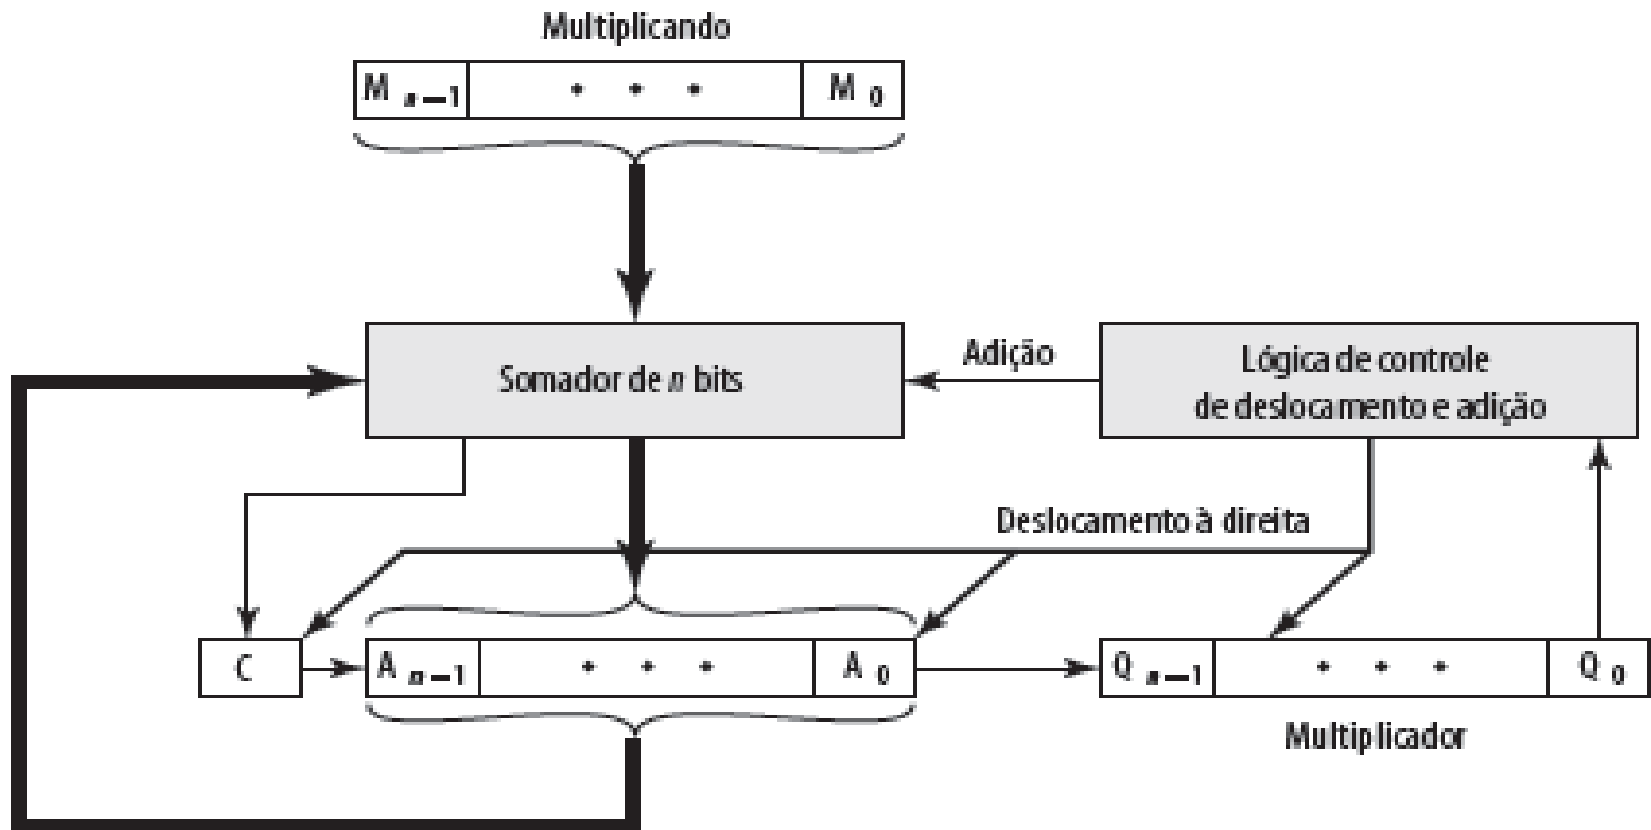 Multiplicando
M n−1 • • • M 0
Somador de n bits
Adição
Lógica de controle
de deslocamento e adição
Deslocamento à direita
C
A n−1 • • • A 0
Q n−1 • • • Q 0
Multiplicador